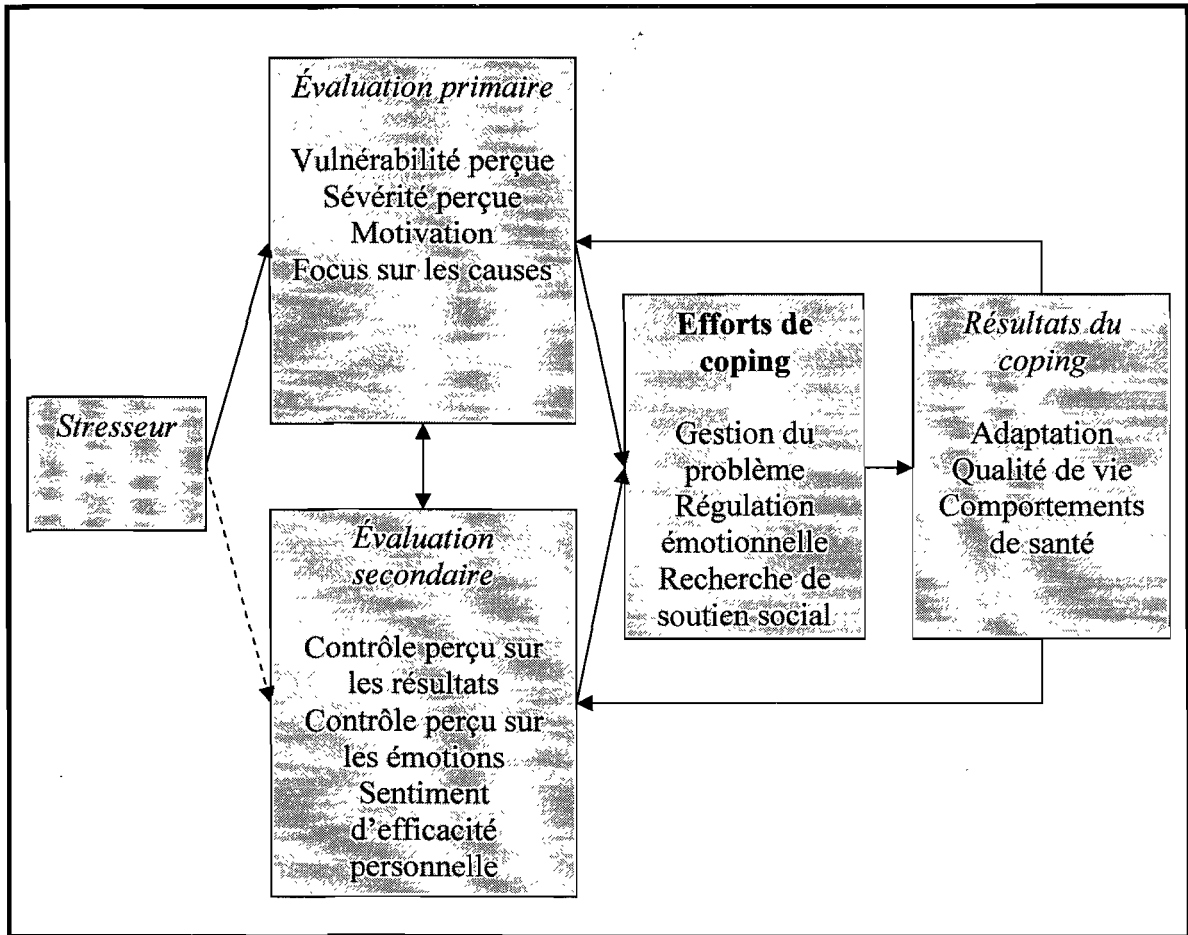 Stresseur
Évaluation primaire
Vulnérabilité perçue
Sévérité perçue
Motivation
Focus sur les causes
Évaluation
secondaire
Contrôle perçu sur
les résultats
Contrôle perçu sur
les émotions
Sentiment
d'efficacité
personnelle
Efforts de
coping
Gestion du
problème
Régulation
émotionnelle
Recherche de
soutien social
Résultats du
coping
Adaptation
Qualité de vie
Comportements
de santé